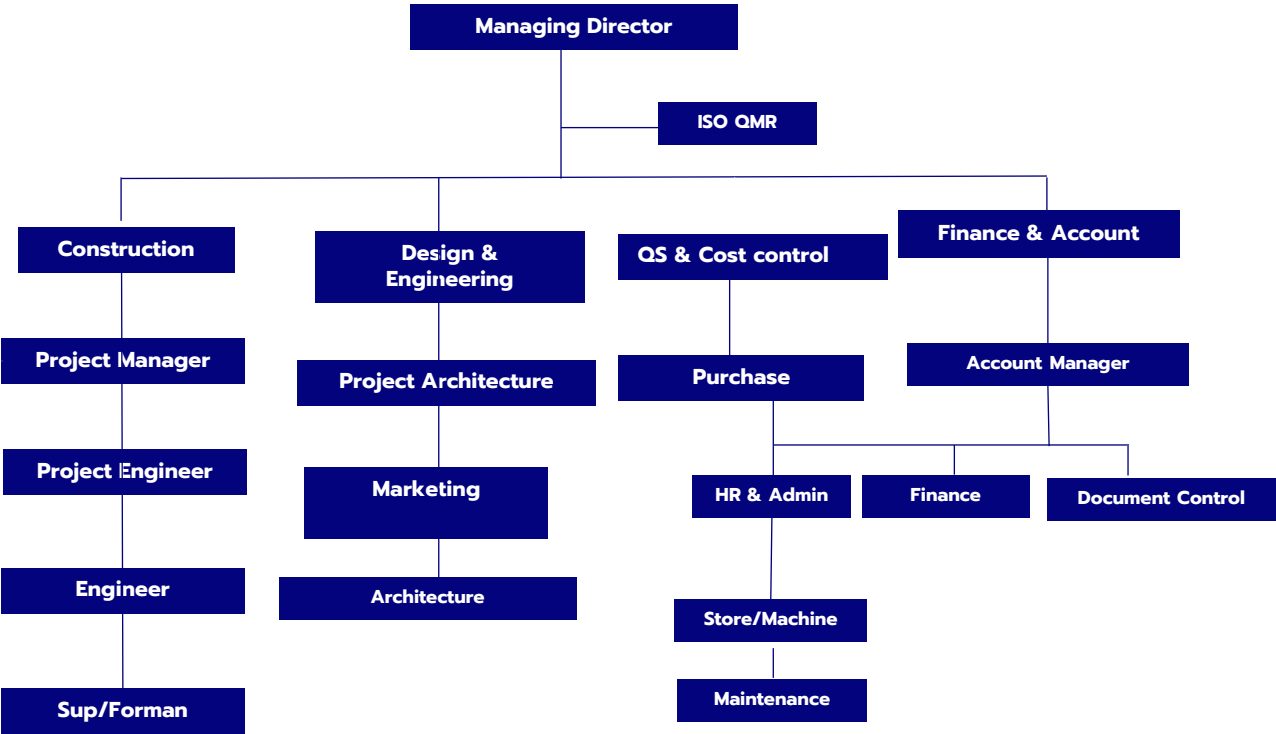 Managing Director
ISO QMR
Construction
Design &
Engineering
QS & Cost control
Finance & Account
Project Manager
Project Architecture
Purchase
Account Manager
Project Engineer
Marketing
HR & Admin
Finance
Document Control
Engineer
Architecture
Store/Machine
Sup/Forman
Maintenance